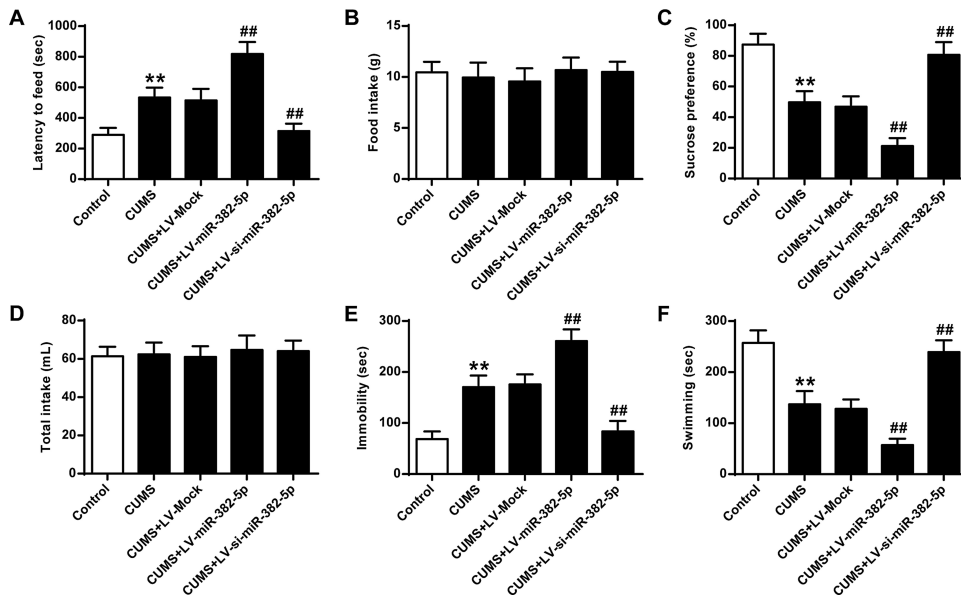 A
Latency to feed (sec)
1000
800
600
400
200
0
**
##
##
Control
CUMS
CUMS+LV-Mock
CUMS+LV-miR-382-5p
CUMS+LV-si-miR-382-5p
B
Food intake (g)
15
10
5
0
Control
CUMS
CUMS+LV-Mock
CUMS+LV-miR-382-5p
CUMS+LV-si-miR-382-5p
C
Sucrose preference (%)
100
80
60
40
20
0
**
##
##
Control
CUMS
CUMS+LV-Mock
CUMS+LV-miR-382-5p
CUMS+LV-si-miR-382-5p
D
Total intake (mL)
80
60
40
20
0
Control
CUMS
CUMS+LV-Mock
CUMS+LV-miR-382-5p
CUMS+LV-si-miR-382-5p
E
Immobility (sec)
300
200
100
0
**
##
##
Control
CUMS
CUMS+LV-Mock
CUMS+LV-miR-382-5p
CUMS+LV-si-miR-382-5p
F
Swimming (sec)
300
200
100
0
**
##
##
Control
CUMS
CUMS+LV-Mock
CUMS+LV-miR-382-5p
CUMS+LV-si-miR-382-5p